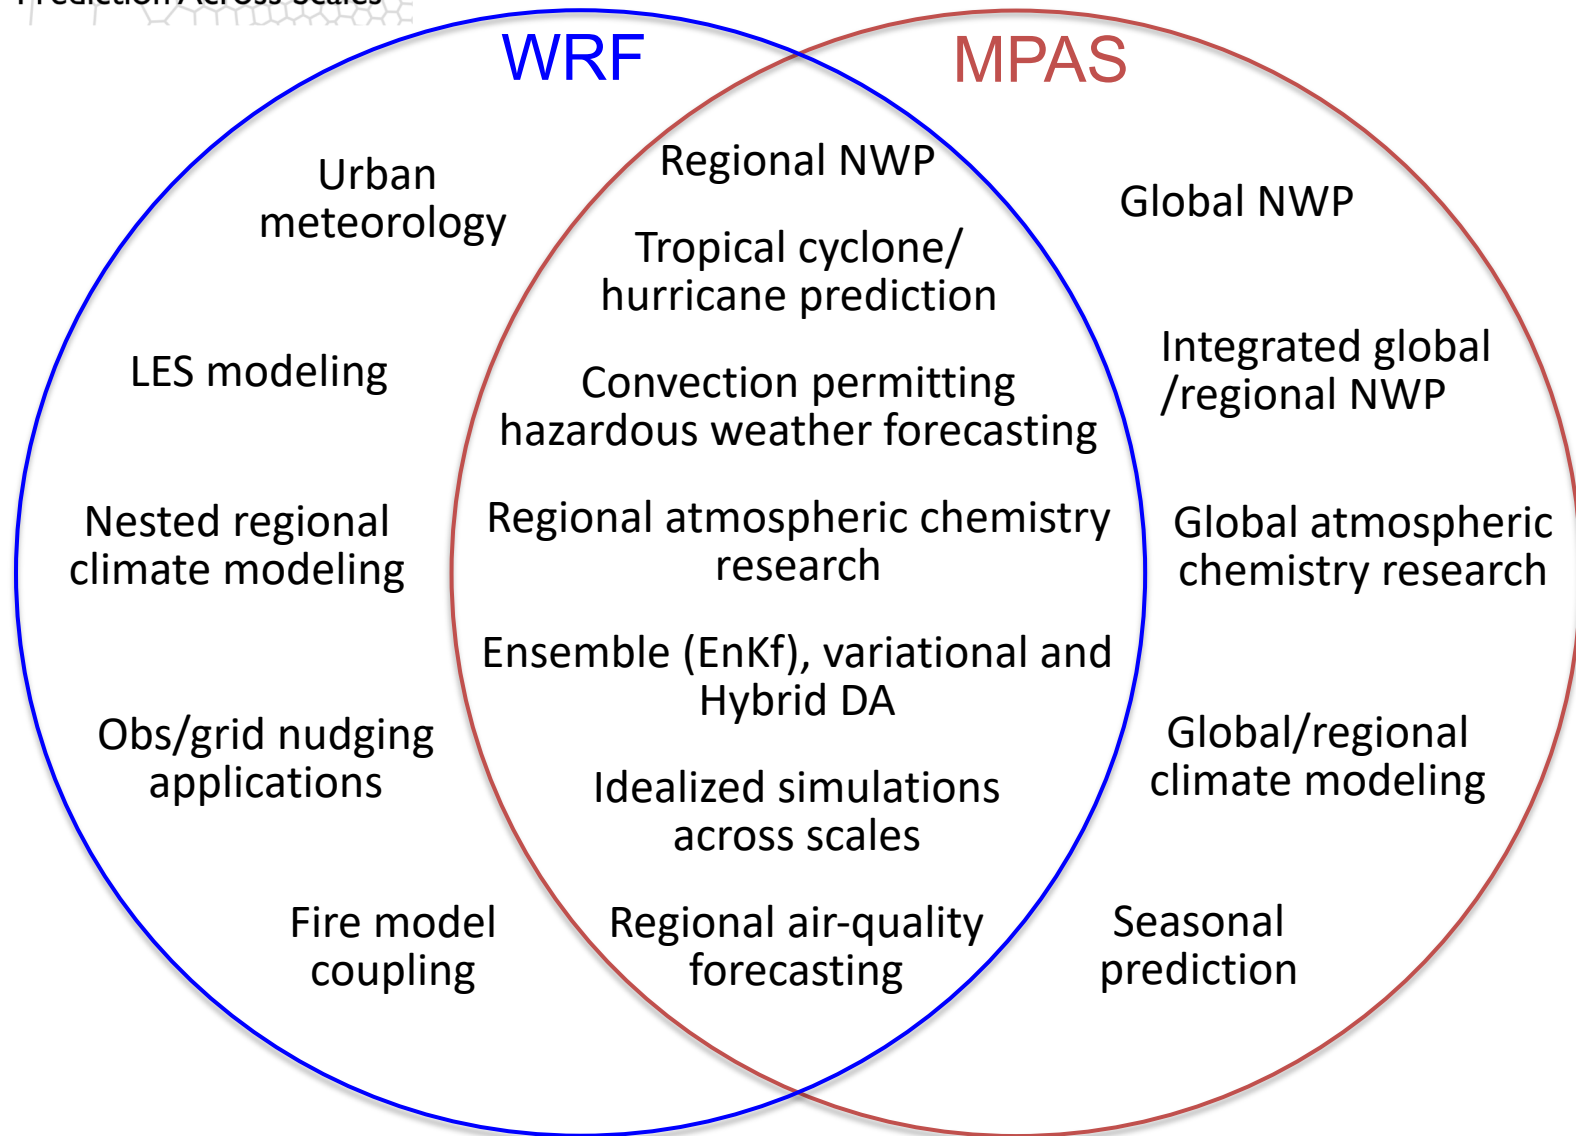 Prediction Across Scales
WRF
MPAS
Urban
meteorology
LES modeling
Nested regional
climate modeling
Obs/grid nudging
applications
Fire model
coupling
Regional NWP
Tropical cyclone/
hurricane prediction
Convection permitting
hazardous weather forecasting
Regional atmospheric chemistry
research
Ensemble (EnKf), variational and
Hybrid DA
Idealized simulations
across scales
Regional air-quality
forecasting
Global NWP
Integrated global
/regional NWP
Global atmospheric
chemistry research
Global/regional
climate modeling
Seasonal
prediction